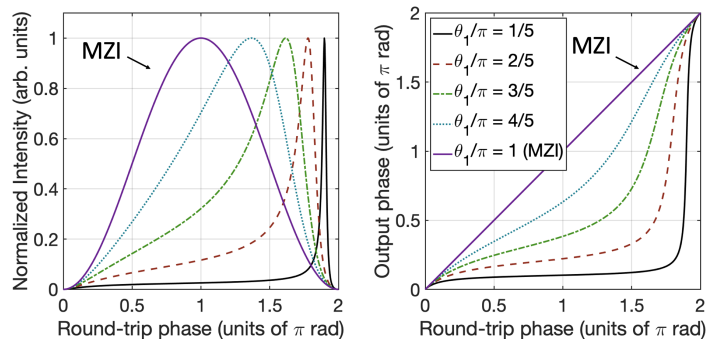 Normalized Intensity (arb. units)
1
0.8
0.6
0.4
0.2
0
MZI
0
0.5
1
1.5
2
Round-trip phase (units of π rad)
Output phase (units of π rad)
2
1.5
1
0.5
0
θ1/π = 1/5
θ1/π = 2/5
θ1/π = 3/5
θ1/π = 4/5
θ1/π = 1 (MZI)
MZI
0
0.5
1
1.5
2
Round-trip phase (units of π rad)